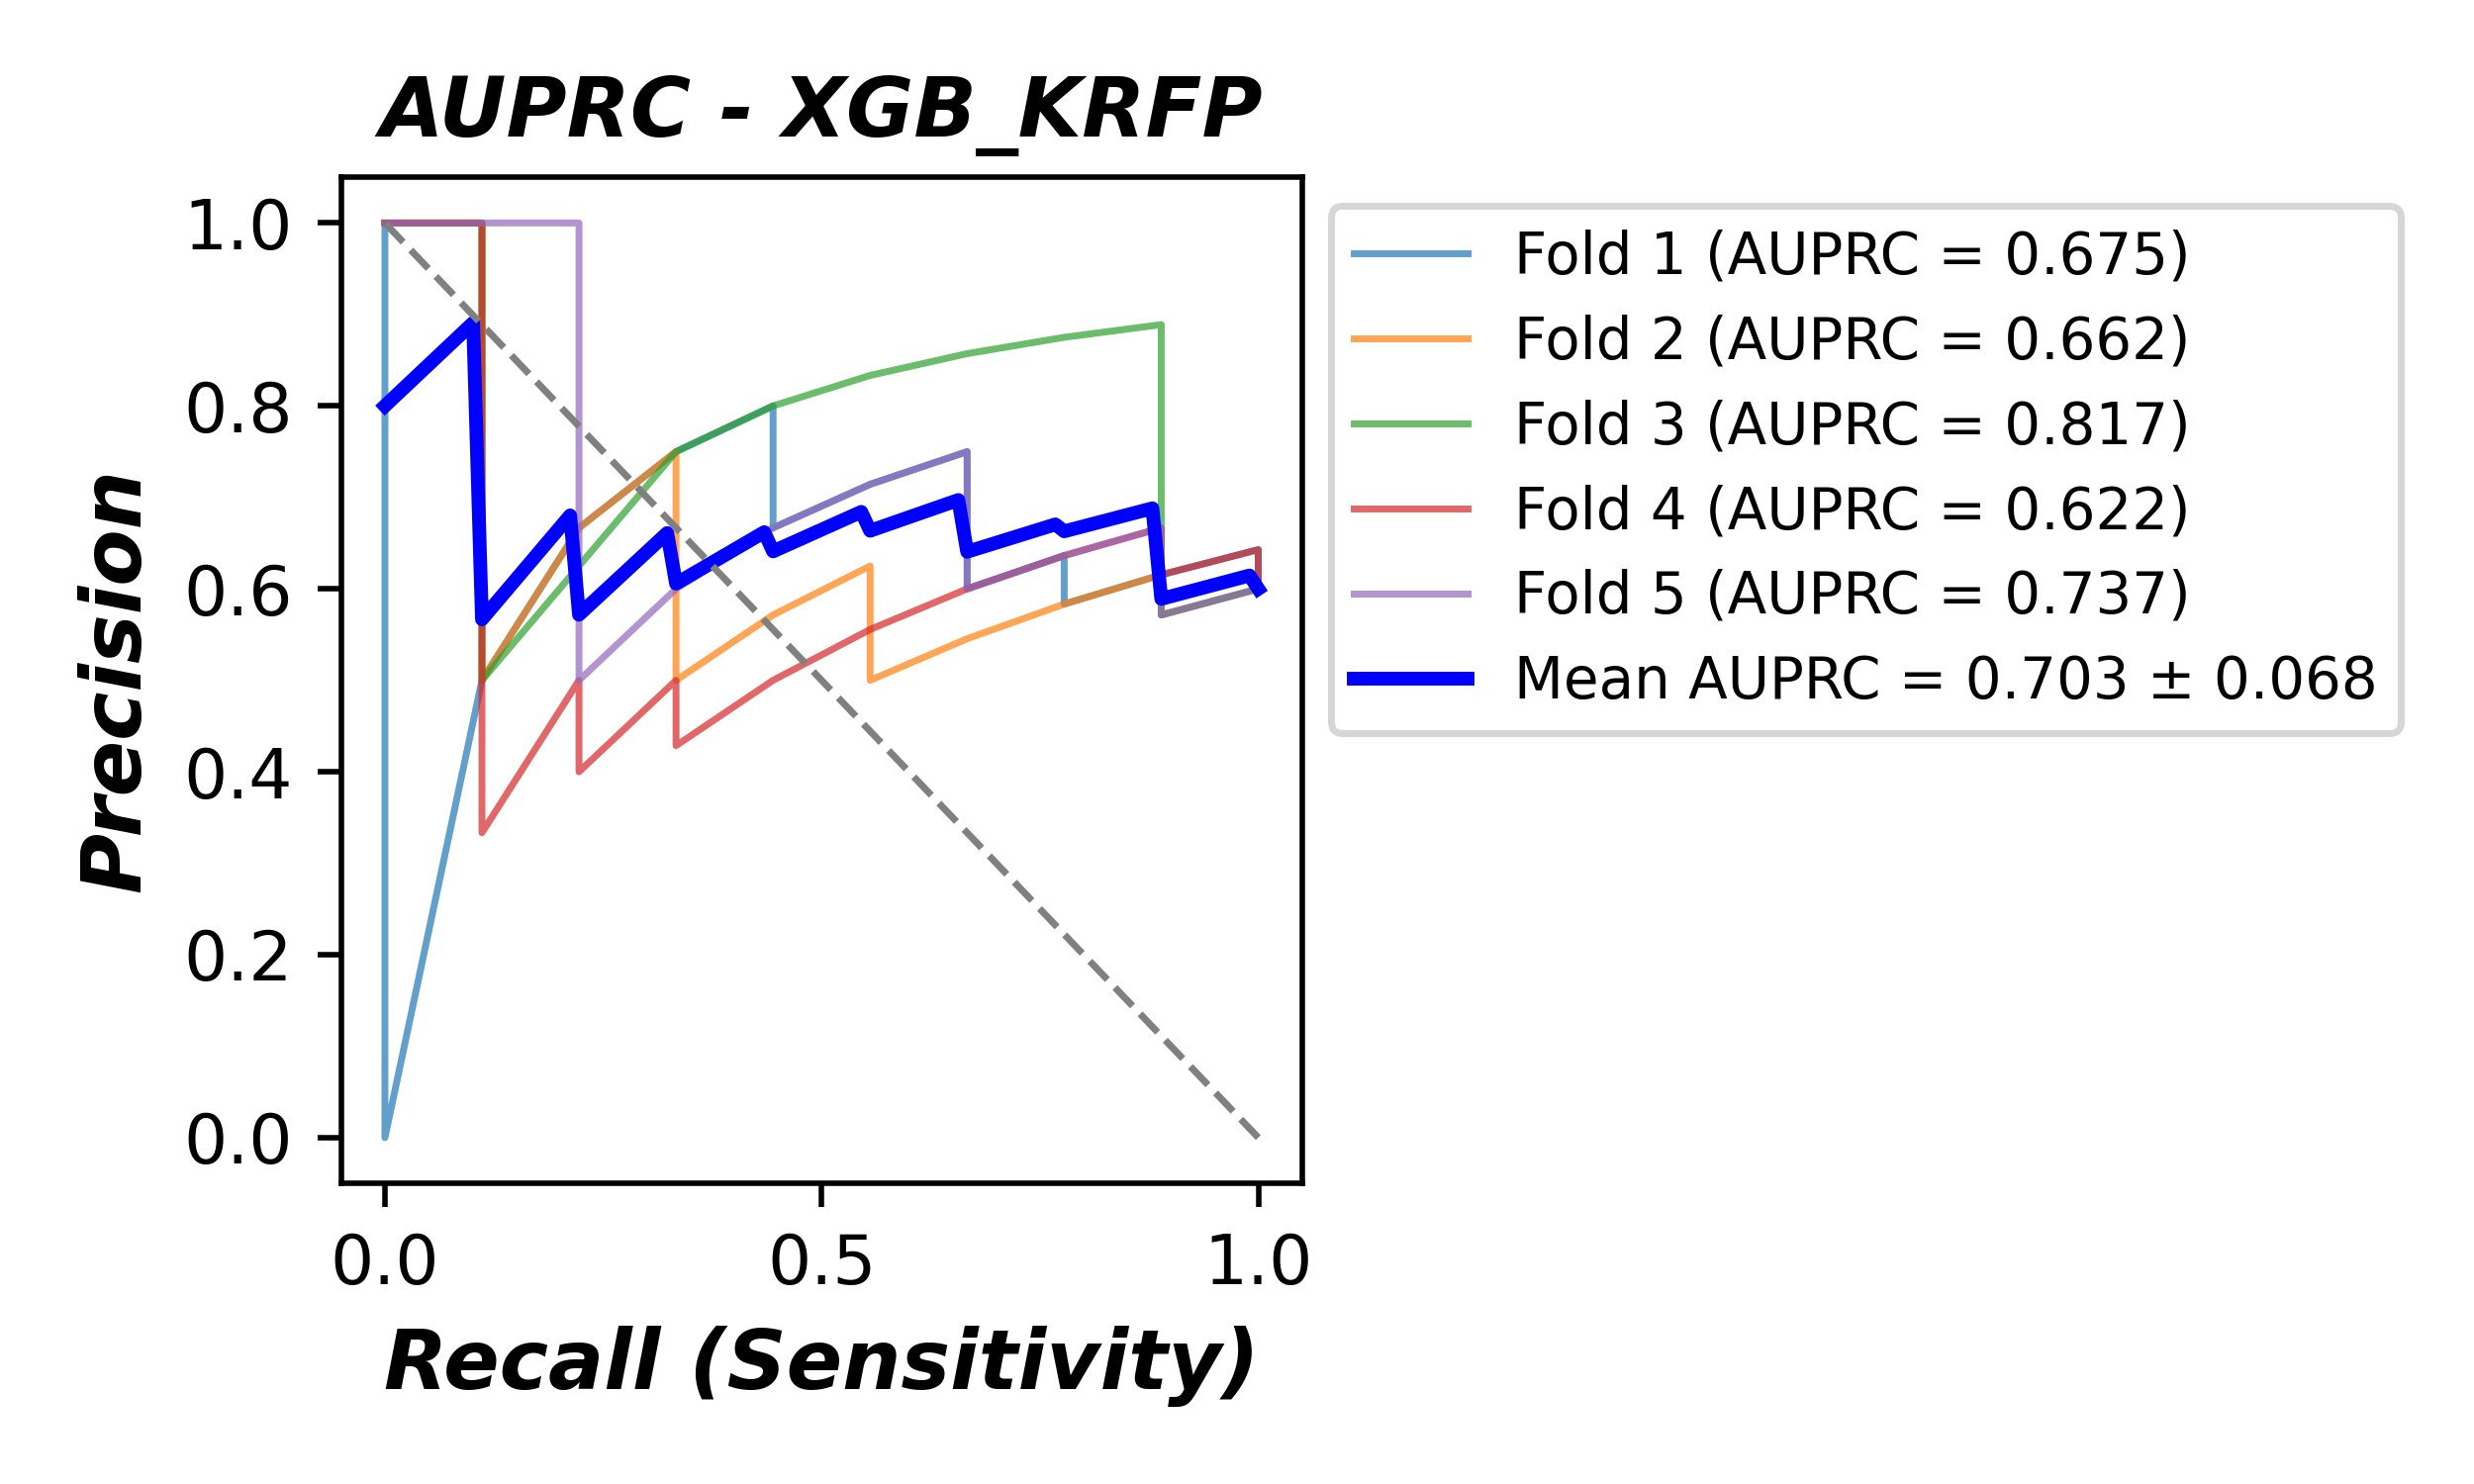 AUPRC - XGB_KRFP
Precision
1.0
0.8
0.6
0.4
0.2
0.0
0.0 0.5 1.0
Recall (Sensitivity)
Fold 1 (AUPRC = 0.675)
Fold 2 (AUPRC = 0.662)
Fold 3 (AUPRC = 0.817)
Fold 4 (AUPRC = 0.622)
Fold 5 (AUPRC = 0.737)
Mean AUPRC = 0.703 ± 0.068